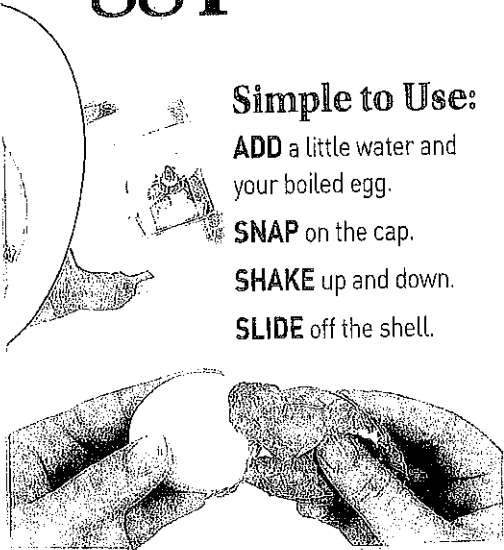 Simple to Use:
ADD a little water and
your boiled egg.
SNAP on the cap.
SHAKE up and down.
SLIDE off the shell.